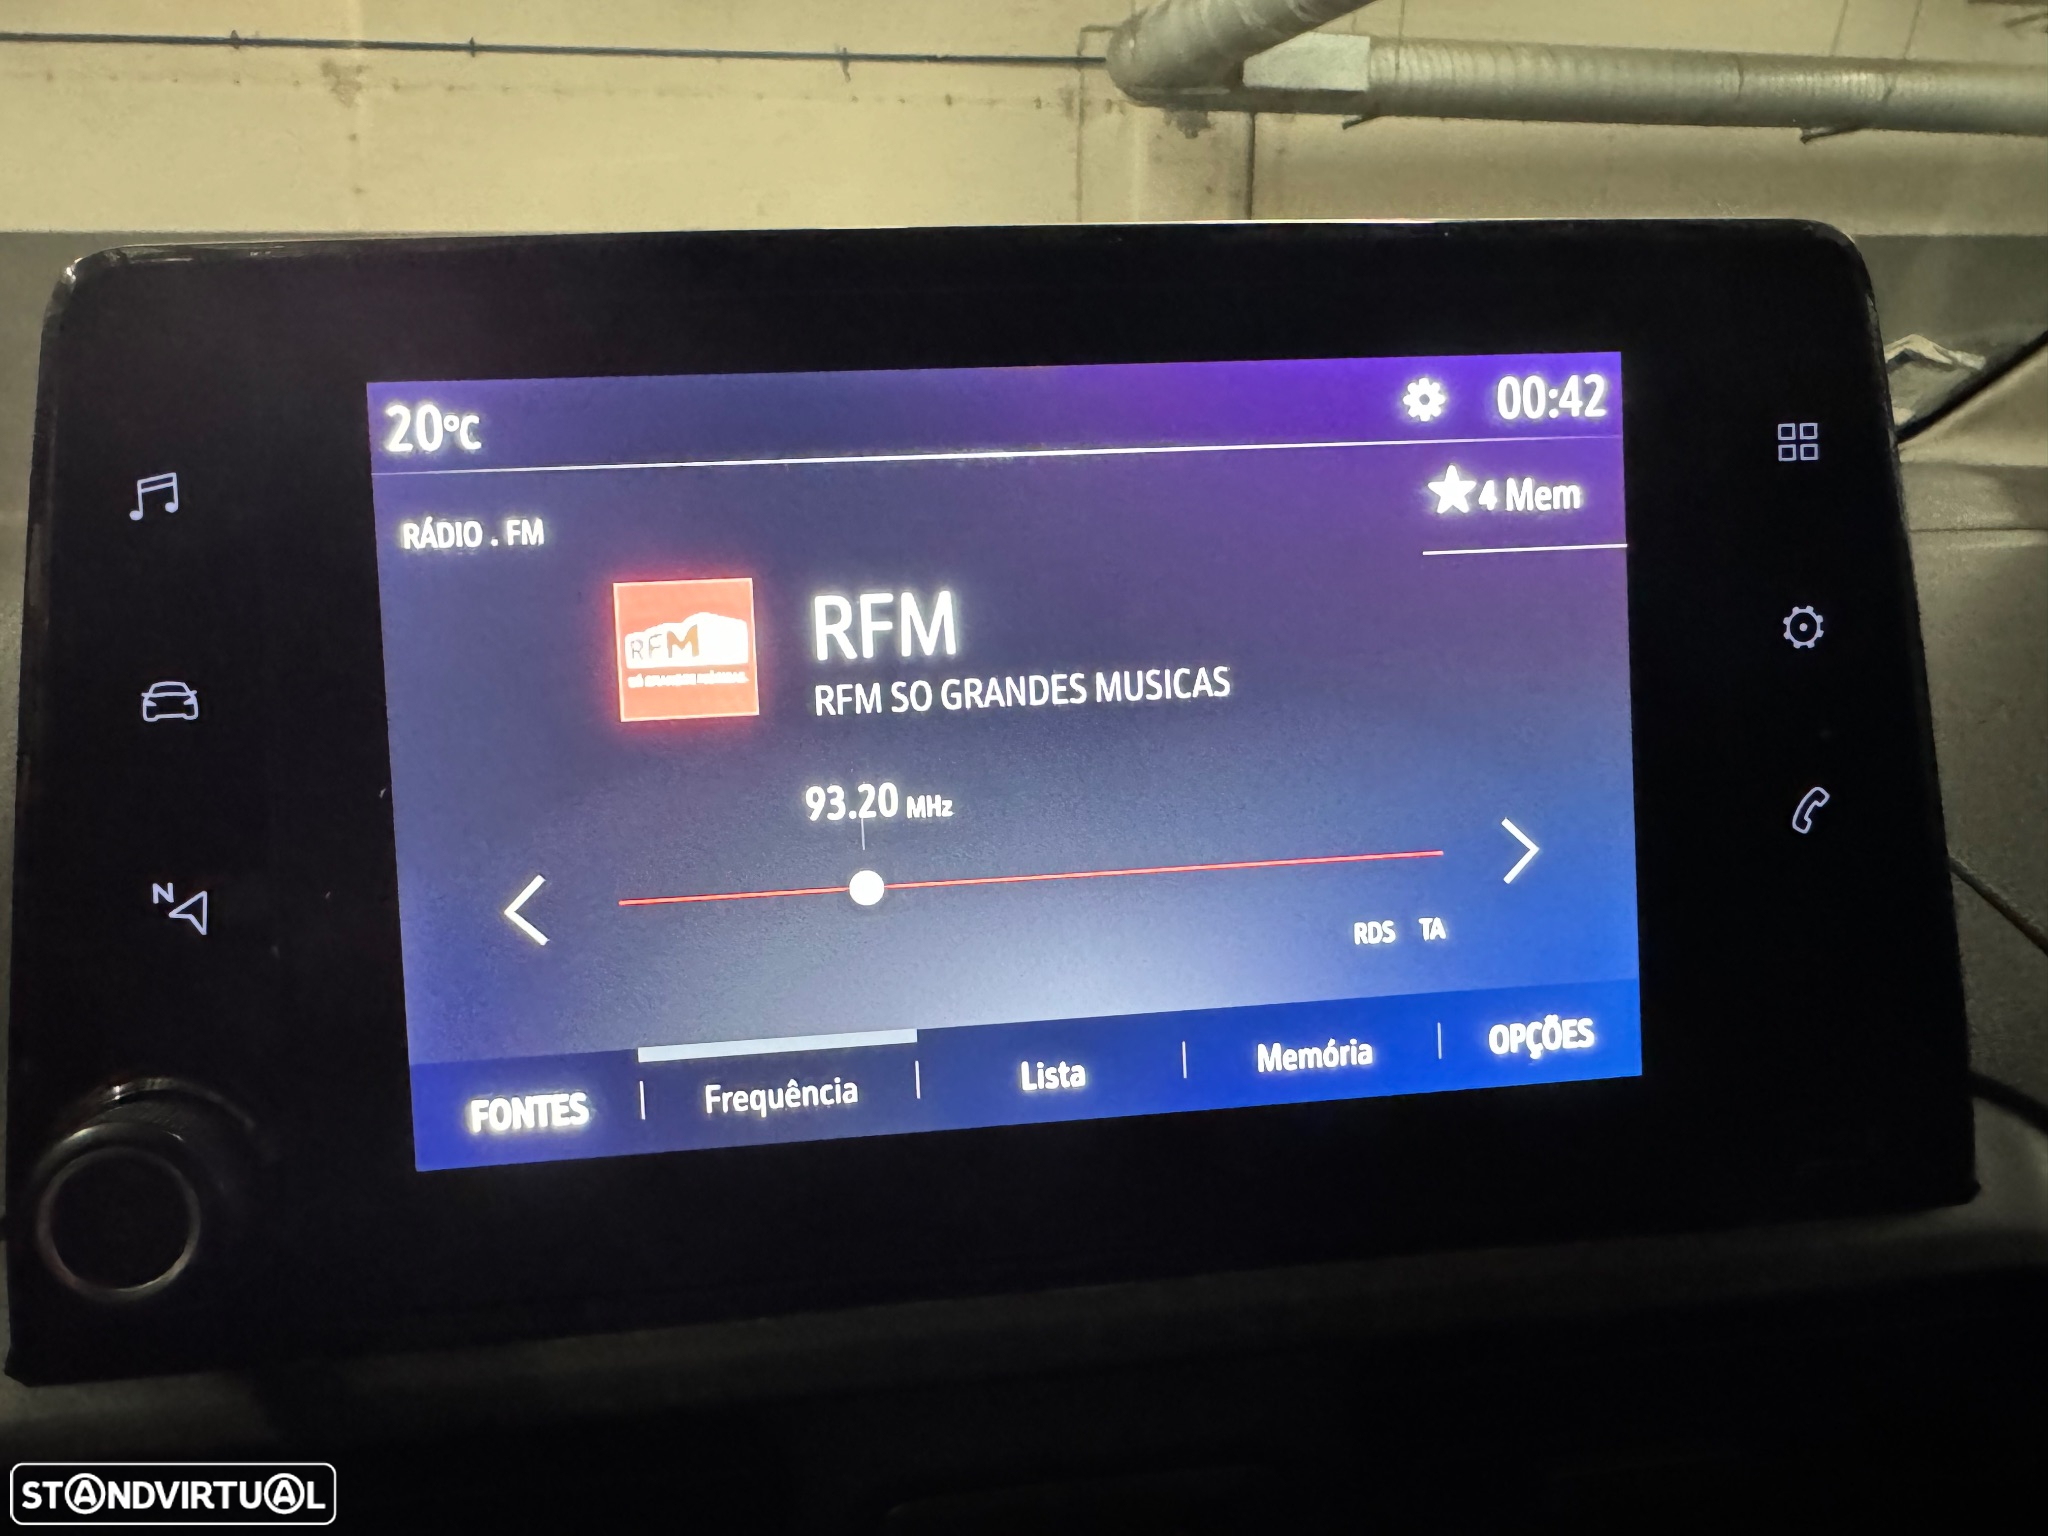 20°C 00:42
4 Mem
RÁDIO . FM
RFM
RFM
RFM SO GRANDES MUSICAS
93.20 MHz
RDS TA
N
FONTES Frequência Lista Memória OPÇÕES
STANDVIRTUAL